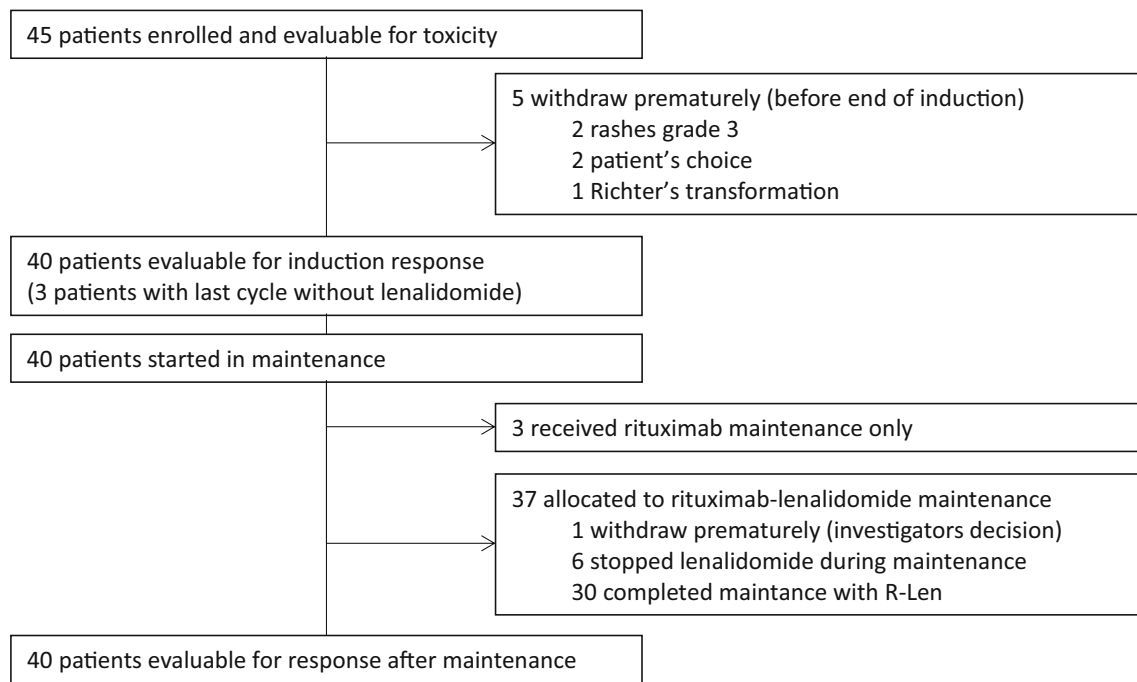 45 patients enrolled and evaluable for toxicity
5 withdraw prematurely (before end of induction)
2 rashes grade 3
2 patient's choice
1 Richter's transformation
40 patients evaluable for induction response
(3 patients with last cycle without lenalidomide)
40 patients started in maintenance
3 received rituximab maintenance only
37 allocated to rituximab-lenalidomide maintenance
1 withdraw prematurely (investigators decision)
6 stopped lenalidomide during maintenance
30 completed maintance with R-Len
40 patients evaluable for response after maintenance